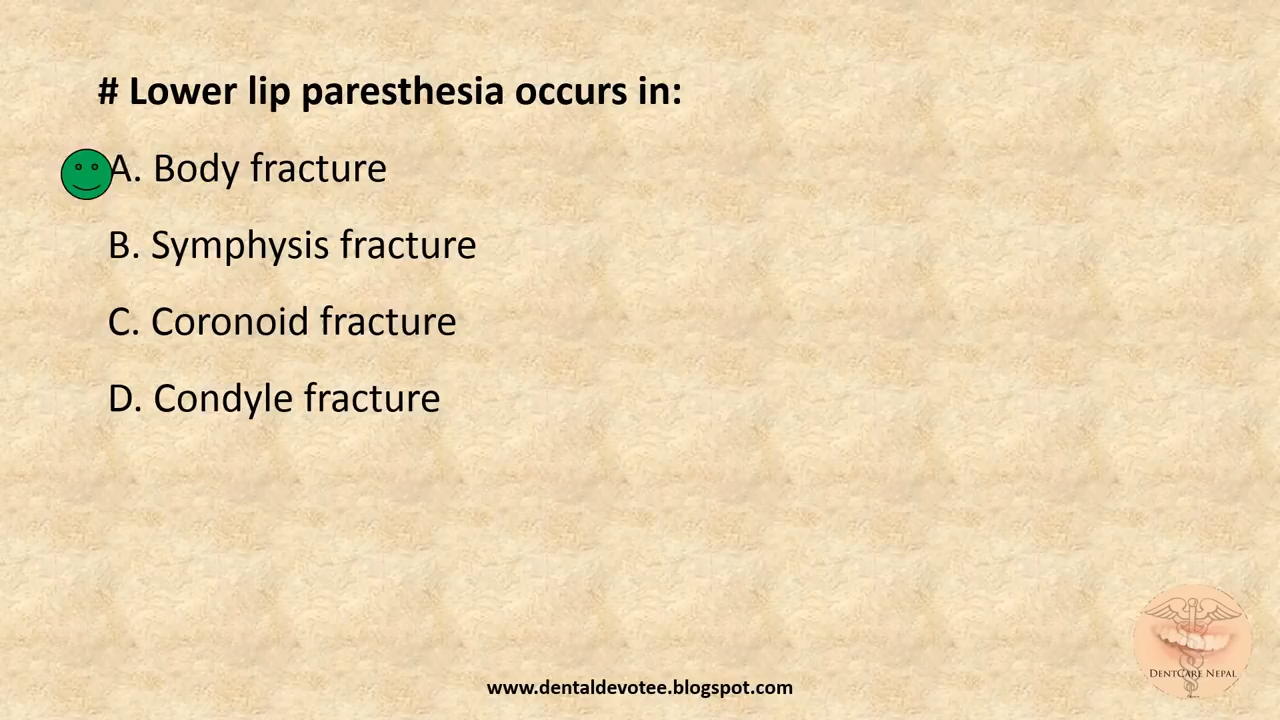 # Lower lip paresthesia occurs in:
A. Body fracture
B. Symphysis fracture
C. Coronoid fracture
D. Condyle fracture
DENTCARE NEPAL
www.dentaldevotee.blogspot.com